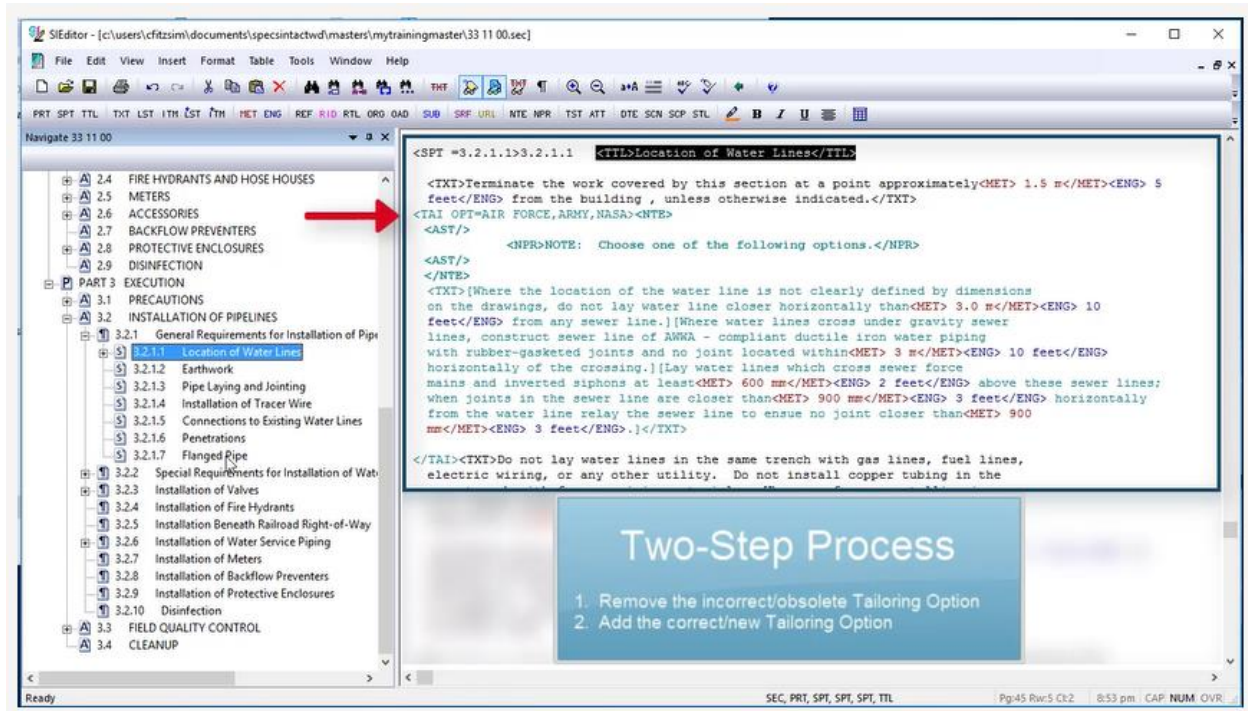 SIEditor - [c:\users\cfitzsim\documents\specsintactwd\masters\mytrainingmaster\33 11 00.sec]
File Edit View Insert Format Table Tools Window Help
THT ¶
PRT SPT TTL TXT LST ITM LST ITM MET ENG REF RID RTL ORG OAD SUB SRF URL NTE NPR TST ATT DTE SCN SCP STL B I U
Navigate 33 11 00
A 2.4 FIRE HYDRANTS AND HOSE HOUSES
A 2.5 METERS
A 2.6 ACCESSORIES
A 2.7 BACKFLOW PREVENTERS
A 2.8 PROTECTIVE ENCLOSURES
A 2.9 DISINFECTION
P PART 3 EXECUTION
A 3.1 PRECAUTIONS
A 3.2 INSTALLATION OF PIPELINES
¶ 3.2.1 General Requirements for Installation of Pipe
S 3.2.1.1 Location of Water Lines
S 3.2.1.2 Earthwork
S 3.2.1.3 Pipe Laying and Jointing
S 3.2.1.4 Installation of Tracer Wire
S 3.2.1.5 Connections to Existing Water Lines
S 3.2.1.6 Penetrations
S 3.2.1.7 Flanged Pipe
¶ 3.2.2 Special Requirements for Installation of Wat
¶ 3.2.3 Installation of Valves
¶ 3.2.4 Installation of Fire Hydrants
¶ 3.2.5 Installation Beneath Railroad Right-of-Way
¶ 3.2.6 Installation of Water Service Piping
¶ 3.2.7 Installation of Meters
¶ 3.2.8 Installation of Backflow Preventers
¶ 3.2.9 Installation of Protective Enclosures
¶ 3.2.10 Disinfection
A 3.3 FIELD QUALITY CONTROL
A 3.4 CLEANUP
<SPT =3.2.1.1>3.2.1.1 <TTL>Location of Water Lines</TTL>
<TXT>Terminate the work covered by this section at a point approximately<MET> 1.5 m</MET><ENG> 5
feet</ENG> from the building , unless otherwise indicated.</TXT>
<TAI OPT=AIR FORCE,ARMY,NASA><NTE>
<AST/>
<NPR>NOTE: Choose one of the following options.</NPR>
<AST/>
</NTE>
<TXT>[Where the location of the water line is not clearly defined by dimensions
on the drawings, do not lay water line closer horizontally than<MET> 3.0 m</MET><ENG> 10
feet</ENG> from any sewer line.][Where water lines cross under gravity sewer
lines, construct sewer line of AWWA - compliant ductile iron water piping
with rubber-gasketed joints and no joint located within<MET> 3 m</MET><ENG> 10 feet</ENG>
horizontally of the crossing.][Lay water lines which cross sewer force
mains and inverted siphons at least<MET> 600 mm</MET><ENG> 2 feet</ENG> above these sewer lines;
when joints in the sewer line are closer than<MET> 900 mm</MET><ENG> 3 feet</ENG> horizontally
from the water line relay the sewer line to ensue no joint closer than<MET> 900
mm</MET><ENG> 3 feet</ENG>.]</TXT>
</TAI><TXT>Do not lay water lines in the same trench with gas lines, fuel lines,
electric wiring, or any other utility. Do not install copper tubing in the
Two-Step Process
1. Remove the incorrect/obsolete Tailoring Option
2. Add the correct/new Tailoring Option
Ready
SEC, PRT, SPT, SPT, SPT, TTL
Pg:45 Rw:5 Cl:2 8:53 pm CAP NUM OVR